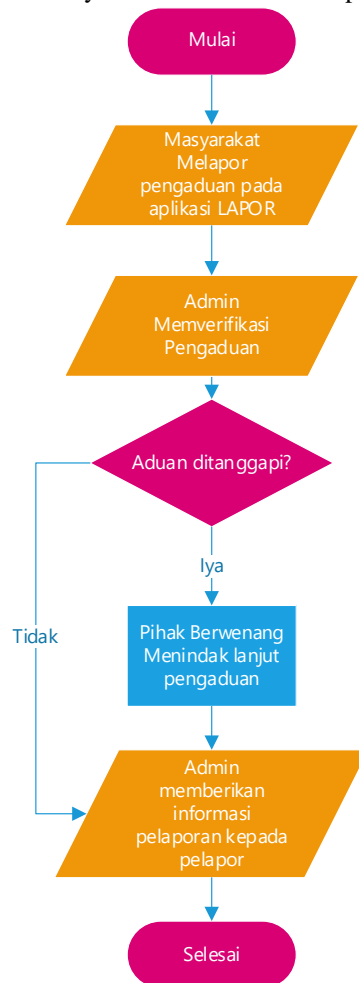 Mulai
Masyarakat
Melapor
pengaduan pada
aplikasi LAPOR
Admin
Memverifikasi
Pengaduan
Aduan ditanggapi?
Iya
Tidak
Pihak Berwenang
Menindak lanjut
pengaduan
Admin
memberikan
informasi
pelaporan kepada
pelapor
Selesai